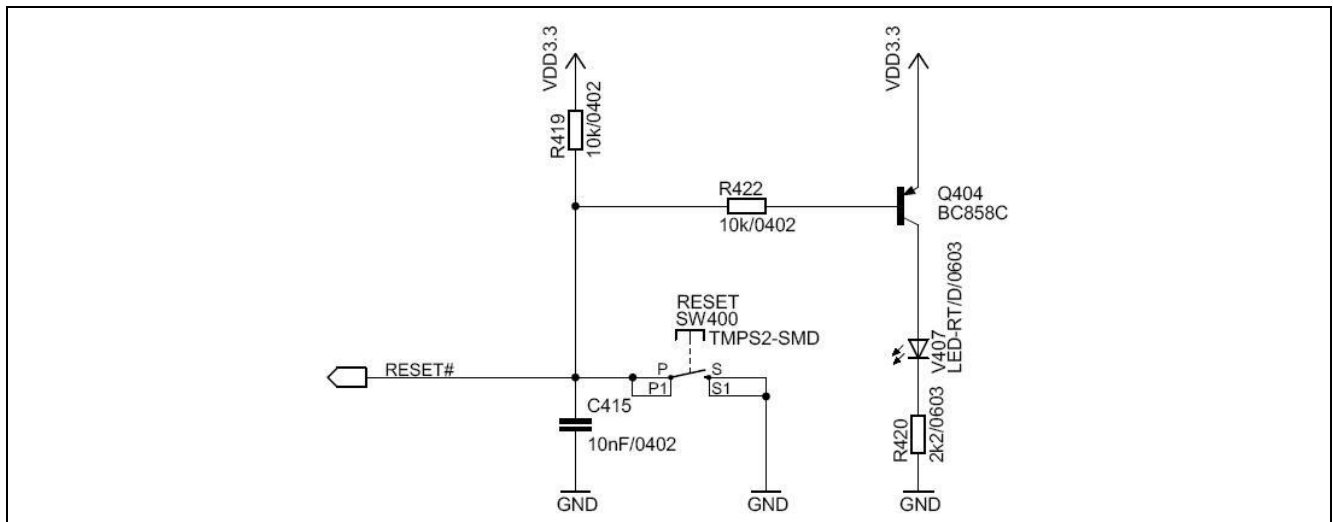 VDD3.3
R419
10k/0402
VDD3.3
R422
10k/0402
Q404
BC858C
RESET
SW400
TMPS2-SMD
RESET#
P
S
P1
S1
C415
10nF/0402
V407
LED-RT/D/0603
R420
2k2/0603
GND
GND
GND